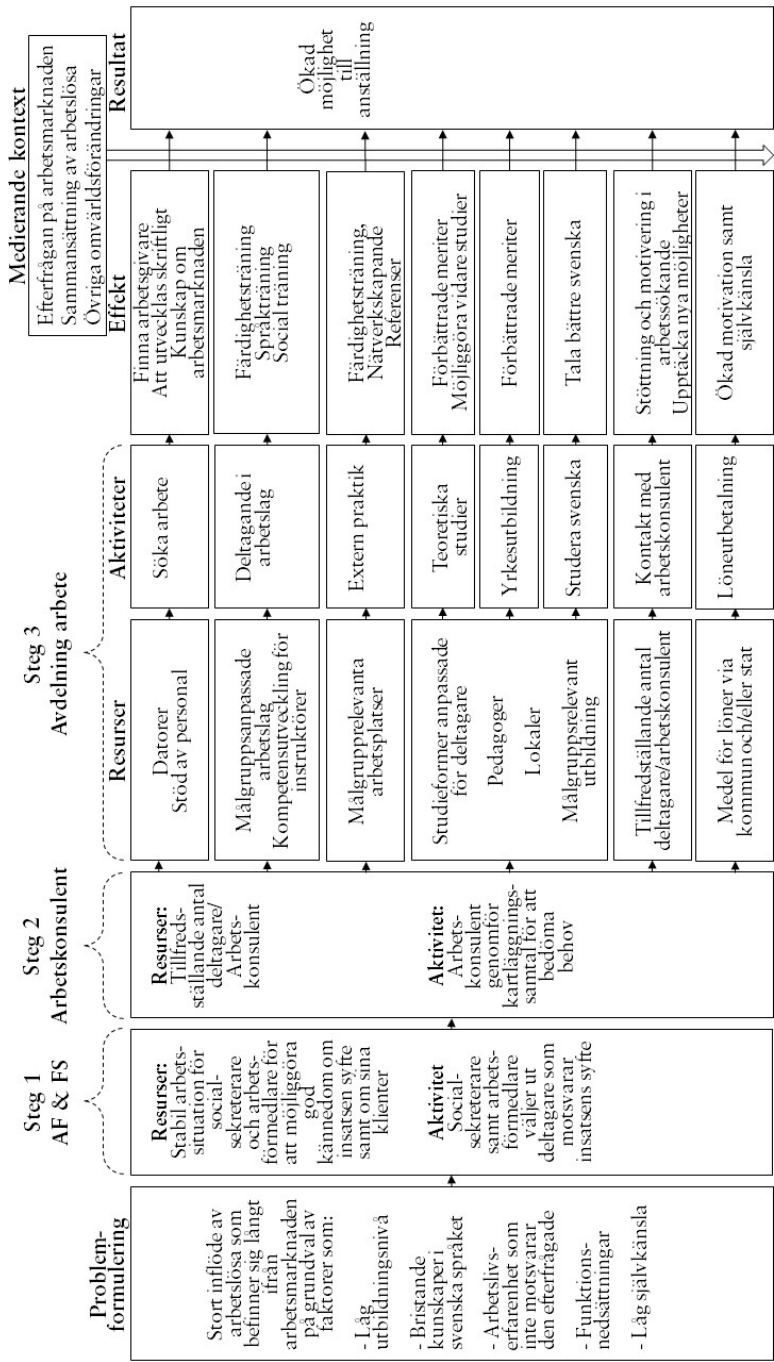 Problem-
formulering
Stort inflöde av
arbetslösa som
befinner sig långt
ifrån
arbetsmarknaden
på grundval av
faktorer som:
- Låg
utbildningsnivå
- Bristande
kunskaper i
svenska språket
- Arbetslivs-
erfarenhet som
inte motsvarar
den efterfrågade
- Funktions-
nedsättningar
- Låg självkänsla
Steg 1
AF & FS
Resurser:
Stabil arbets-
situation för
social-
sekreterare
och arbets-
förmedlare för
att möjliggöra
god
kännedom om
insatsen syfte
samt om sina
klienter
Aktivitet
Social-
sekreterare
samt arbets-
förmedlare
väljer ut
deltagare som
motsvarar
insatsens syfte
Steg 2
Arbetskonsulent
Resurser:
Tillfreds-
ställande antal
deltagare/
Arbets-
konsulent
Aktivitet:
Arbets-
konsulent
genomför
kartläggnings-
samtal för att
bedöma
behov
Steg 3
Avdelning arbete
Resurser
Datorer
Stöd av personal
Målgruppsanpassade
arbetslag
Kompetensutveckling för
instruktörer
Målgrupprelevanta
arbetsplatser
Studieformer anpassade
för deltagare
Pedagoger
Lokaler
Målgruppsrelevant
utbildning
Tillfredställande antal
deltagare/arbetskonsulent
Medel för löner via
kommun och/eller stat
Aktiviteter
Söka arbete
Deltagande i
arbetslag
Extern praktik
Teoretiska
studier
Yrkesutbildning
Studera svenska
Kontakt med
arbetskonsulent
Löneutbetalning
Medierande kontext
Efterfrågan på arbetsmarknaden
Sammansättning av arbetslösa
Övriga omvärldsförändringar
Effekt
Finna arbetsgivare
Att utvecklas skriftligt
Kunskap om
arbetsmarknaden
Färdighetsträning
Språkträning
Social träning
Färdighetsträning,
Nätverkskapande
Referenser
Förbättrade meriter
Möjliggöra vidare studier
Förbättrade meriter
Tala bättre svenska
Stöttning och motivering i
arbetssökande
Upptäcka nya möjligheter
Ökad motivation samt
självkänsla
Resultat
Ökad
möjlighet
till
anställning